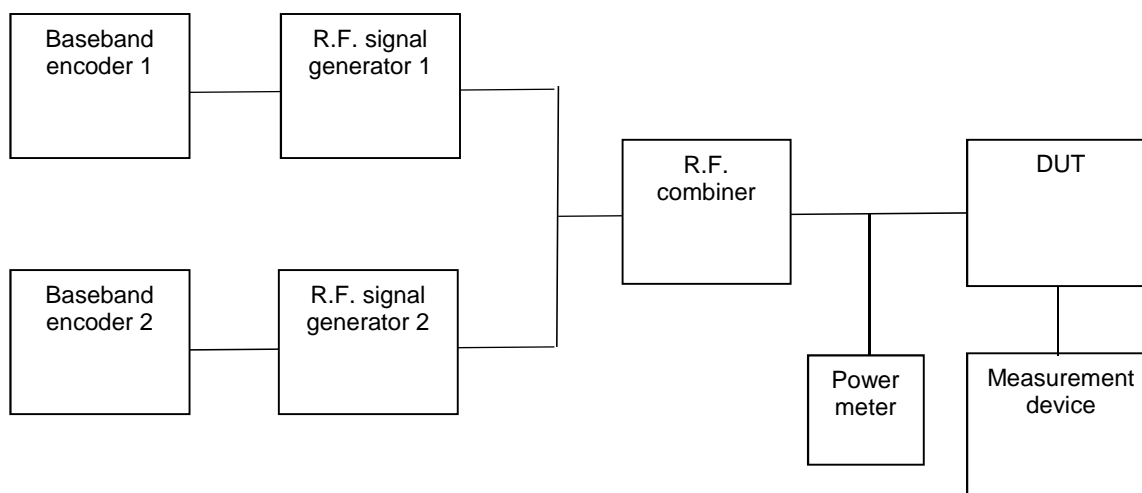 Baseband
encoder 1
R.F. signal
generator 1
R.F.
combiner
DUT
Baseband
encoder 2
R.F. signal
generator 2
Power
meter
Measurement
device